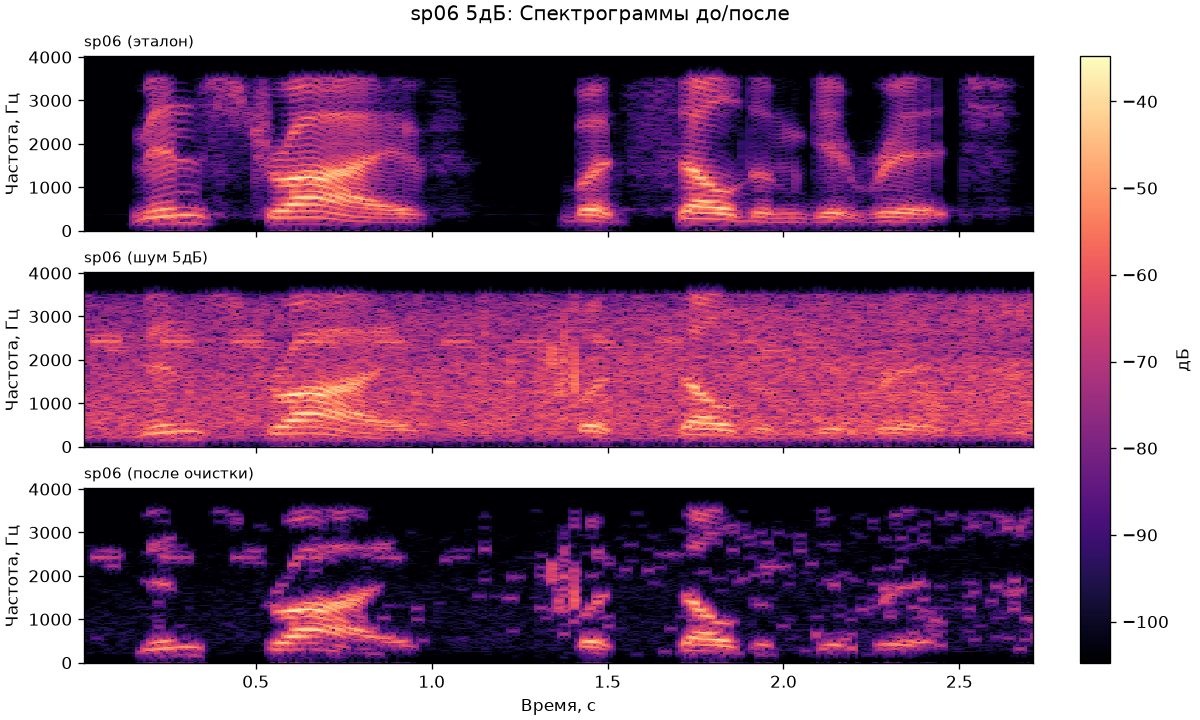 sp06 5дБ: Спектрограммы до/после
sp06 (эталон)
4000
3000
2000
1000
0
Частота, Гц
sp06 (шум 5дБ)
4000
3000
2000
1000
0
Частота, Гц
sp06 (после очистки)
4000
3000
2000
1000
0
Частота, Гц
0.5 1.0 1.5 2.0 2.5
Время, с
−40
−50
−60
−70
−80
−90
−100
дБ